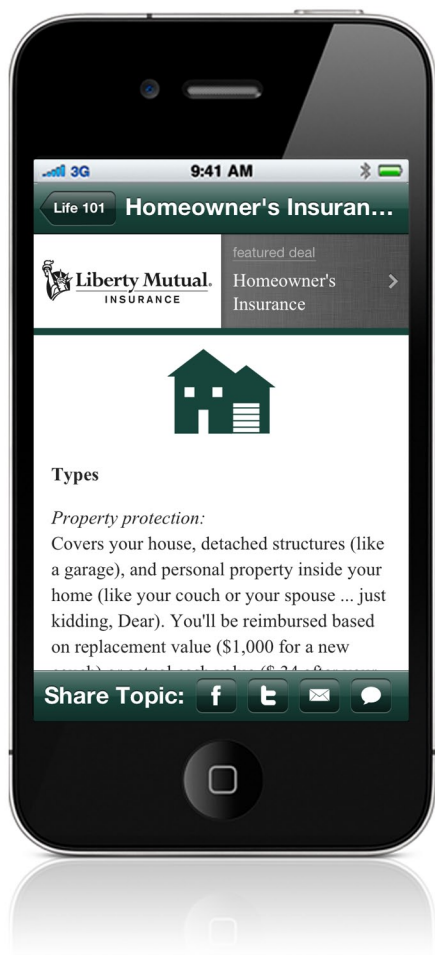 3G 9:41 AM
Life 101 Homeowner's Insuran...
Liberty Mutual.
INSURANCE
featured deal
Homeowner's
Insurance
Types
Property protection:
Covers your house, detached structures (like
a garage), and personal property inside your
home (like your couch or your spouse ... just
kidding, Dear). You'll be reimbursed based
on replacement value ($1,000 for a new
Share Topic: